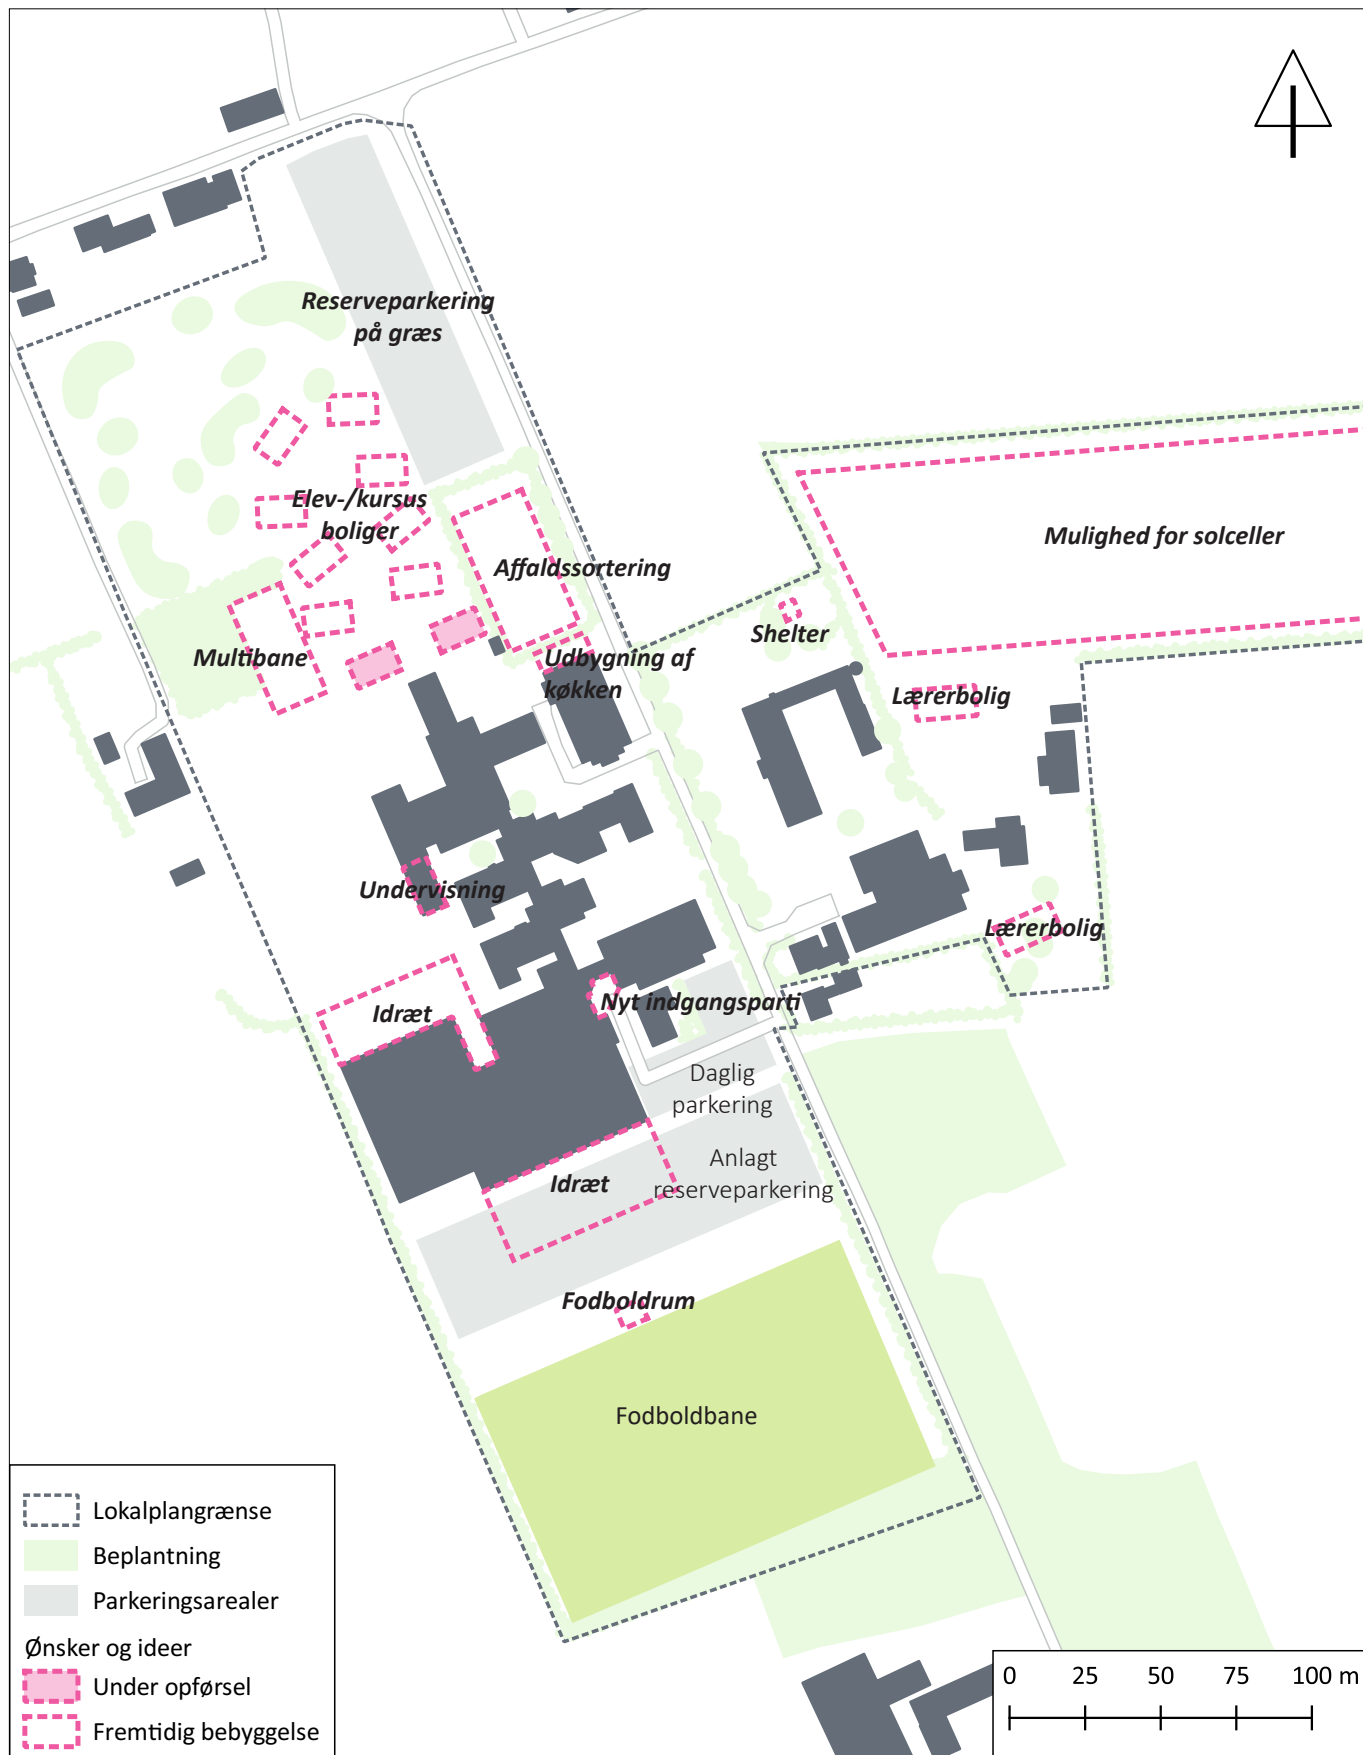 Reserveparkering
på græs
Elev-/kursus
boliger
Affaldssortering
Mulighed for solceller
Shelter
Multibane
Udbygning af
køkken
Lærerbolig
Undervisning
Lærerbolig
Idræt
Nyt indgangsparti
Daglig
parkering
Anlagt
reserveparkering
Idræt
Fodboldrum
Fodboldbane
Lokalplangrænse
Beplantning
Parkeringsarealer
Ønsker og ideer
Under opførsel
Fremtidig bebyggelse
0 25 50 75 100 m